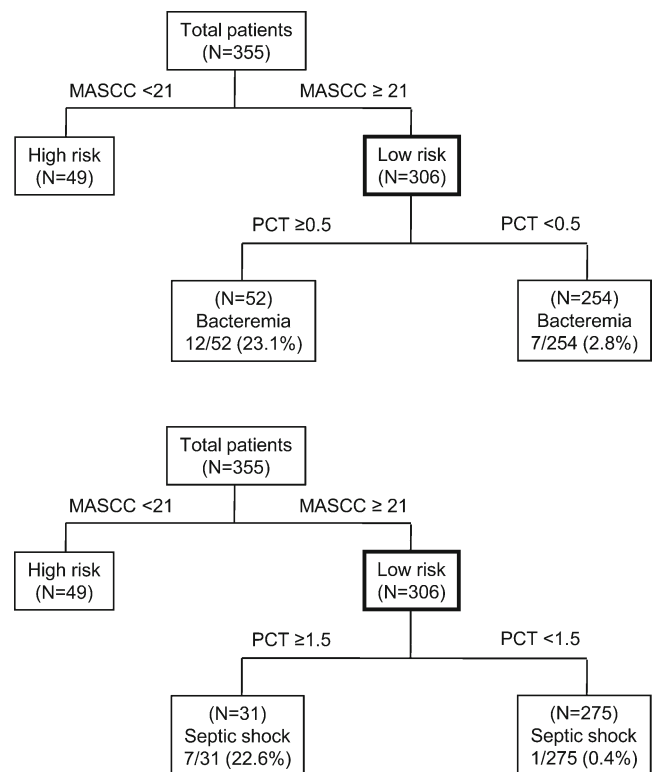 Total patients
(N=355)
MASCC <21
MASCC ≥ 21
High risk
(N=49)
Low risk
(N=306)
PCT ≥0.5
PCT <0.5
(N=52)
Bacteremia
12/52 (23.1%)
(N=254)
Bacteremia
7/254 (2.8%)
Total patients
(N=355)
MASCC <21
MASCC ≥ 21
High risk
(N=49)
Low risk
(N=306)
PCT ≥1.5
PCT <1.5
(N=31)
Septic shock
7/31 (22.6%)
(N=275)
Septic shock
1/275 (0.4%)